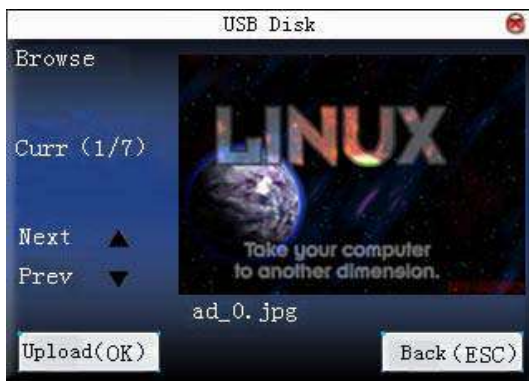 USB Disk
Browse
Curr (1/7)
Next
Prev
LINUX
Take your computer
to another dimension.
ad_0.jpg
Upload(OK)
Back(ESC)